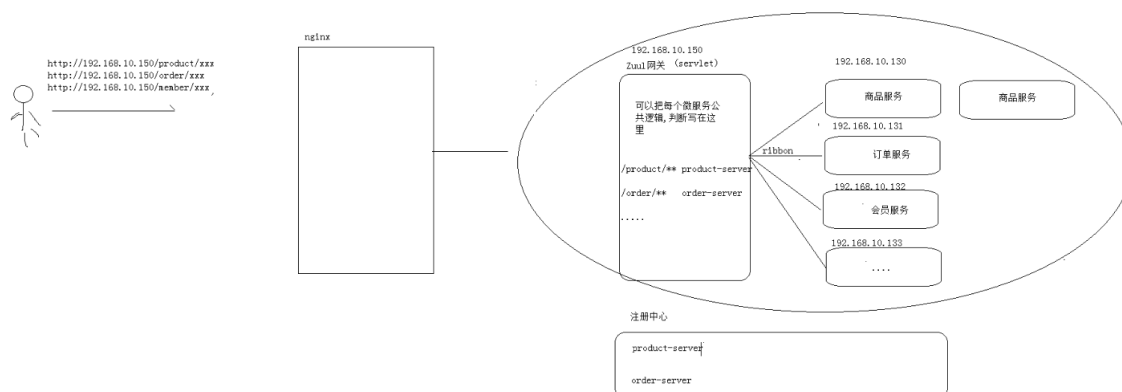 http://192.168.10.150/product/xxx
http://192.168.10.150/order/xxx
http://192.168.10.150/member/xxx,
nginx
192.168.10.150
Zuul网关 (servlet)
可以把每个微服务公
共逻辑,判断写在这
里
/product/** product-server
/order/** order-server
.....
ribbon
192.168.10.130
商品服务
商品服务
192.168.10.131
订单服务
192.168.10.132
会员服务
192.168.10.133
....
注册中心
product-server
order-server